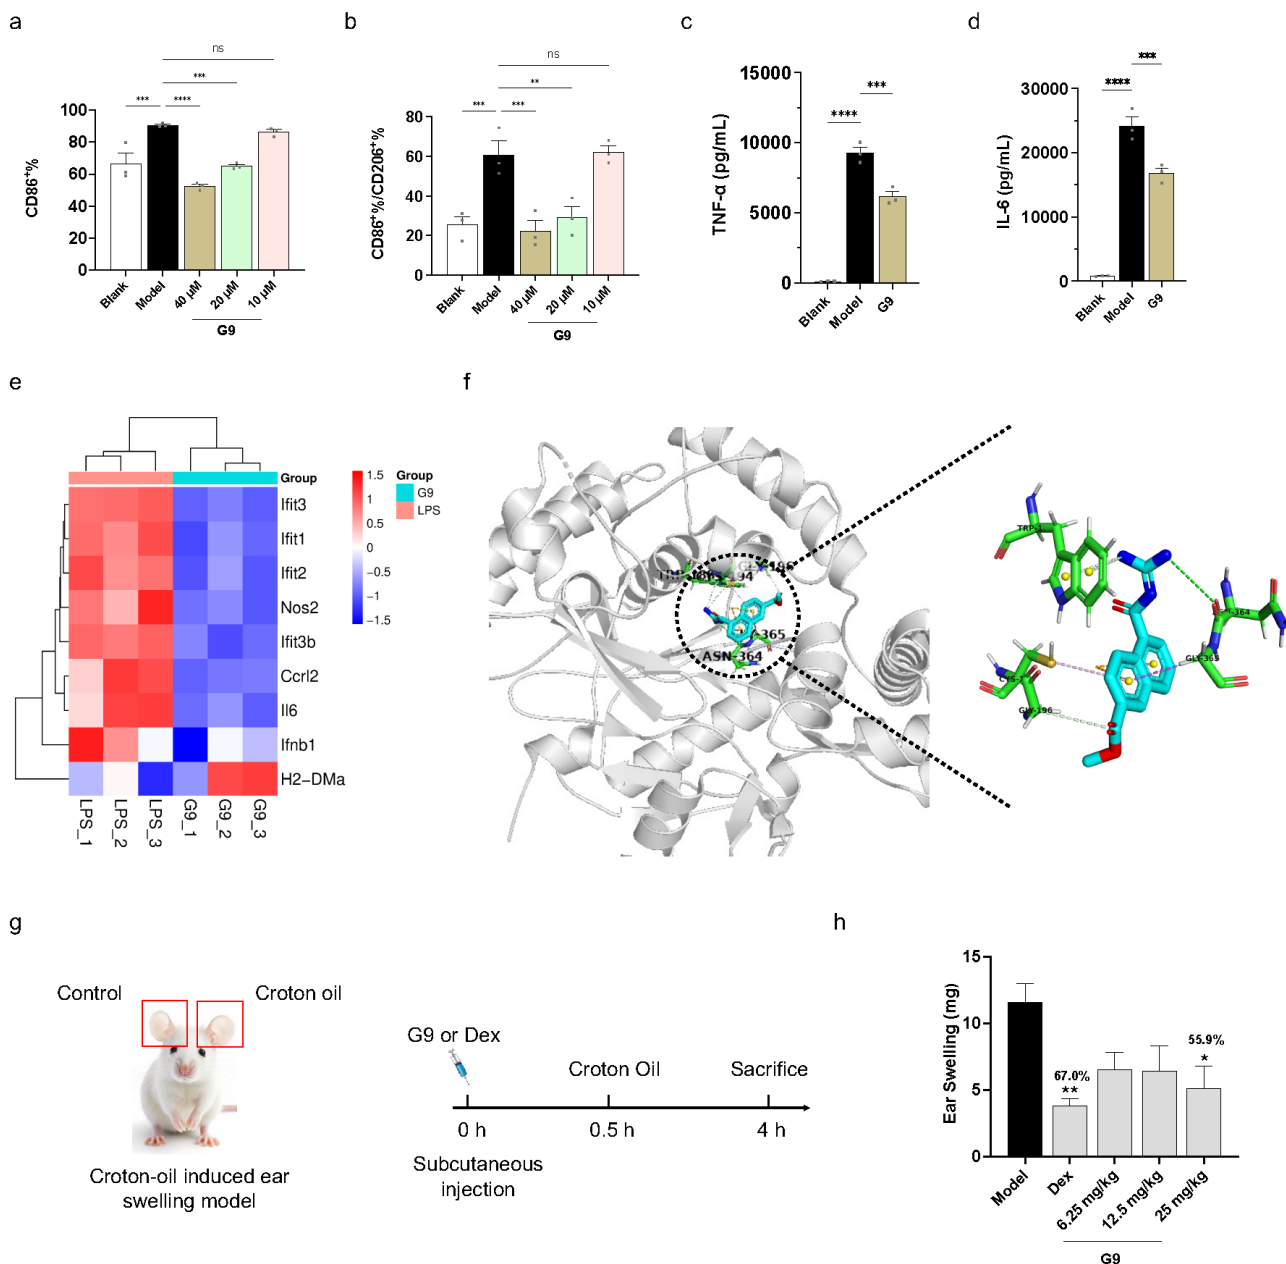 a
ns
***
***
****
CD86+%
100
80
60
40
20
0
Blank
Model
40 μM
20 μM
10 μM
G9
b
ns
**
***
***
CD86+%/CD206+%
80
60
40
20
0
Blank
Model
40 μM
20 μM
10 μM
G9
c
***
****
TNF-α (pg/mL)
15000
10000
5000
0
Blank
Model
G9
d
***
****
IL-6 (pg/mL)
30000
20000
10000
0
Blank
Model
G9
e
Group
Ifit3
Ifit1
Ifit2
Nos2
Ifit3b
Ccrl2
Il6
Ifnb1
H2−DMa
LPS_1
LPS_2
LPS_3
G9_1
G9_2
G9_3
1.5
1
0.5
0
−0.5
−1
−1.5
Group
G9
LPS
f
ASN-364
GLY-365
GLY-196
g
Control
Croton oil
Croton-oil induced ear
swelling model
G9 or Dex
Croton Oil
Sacrifice
0 h
0.5 h
4 h
Subcutaneous
injection
h
Ear Swelling (mg)
15
10
5
0
67.0%
**
55.9%
*
Model
Dex
6.25 mg/kg
12.5 mg/kg
25 mg/kg
G9